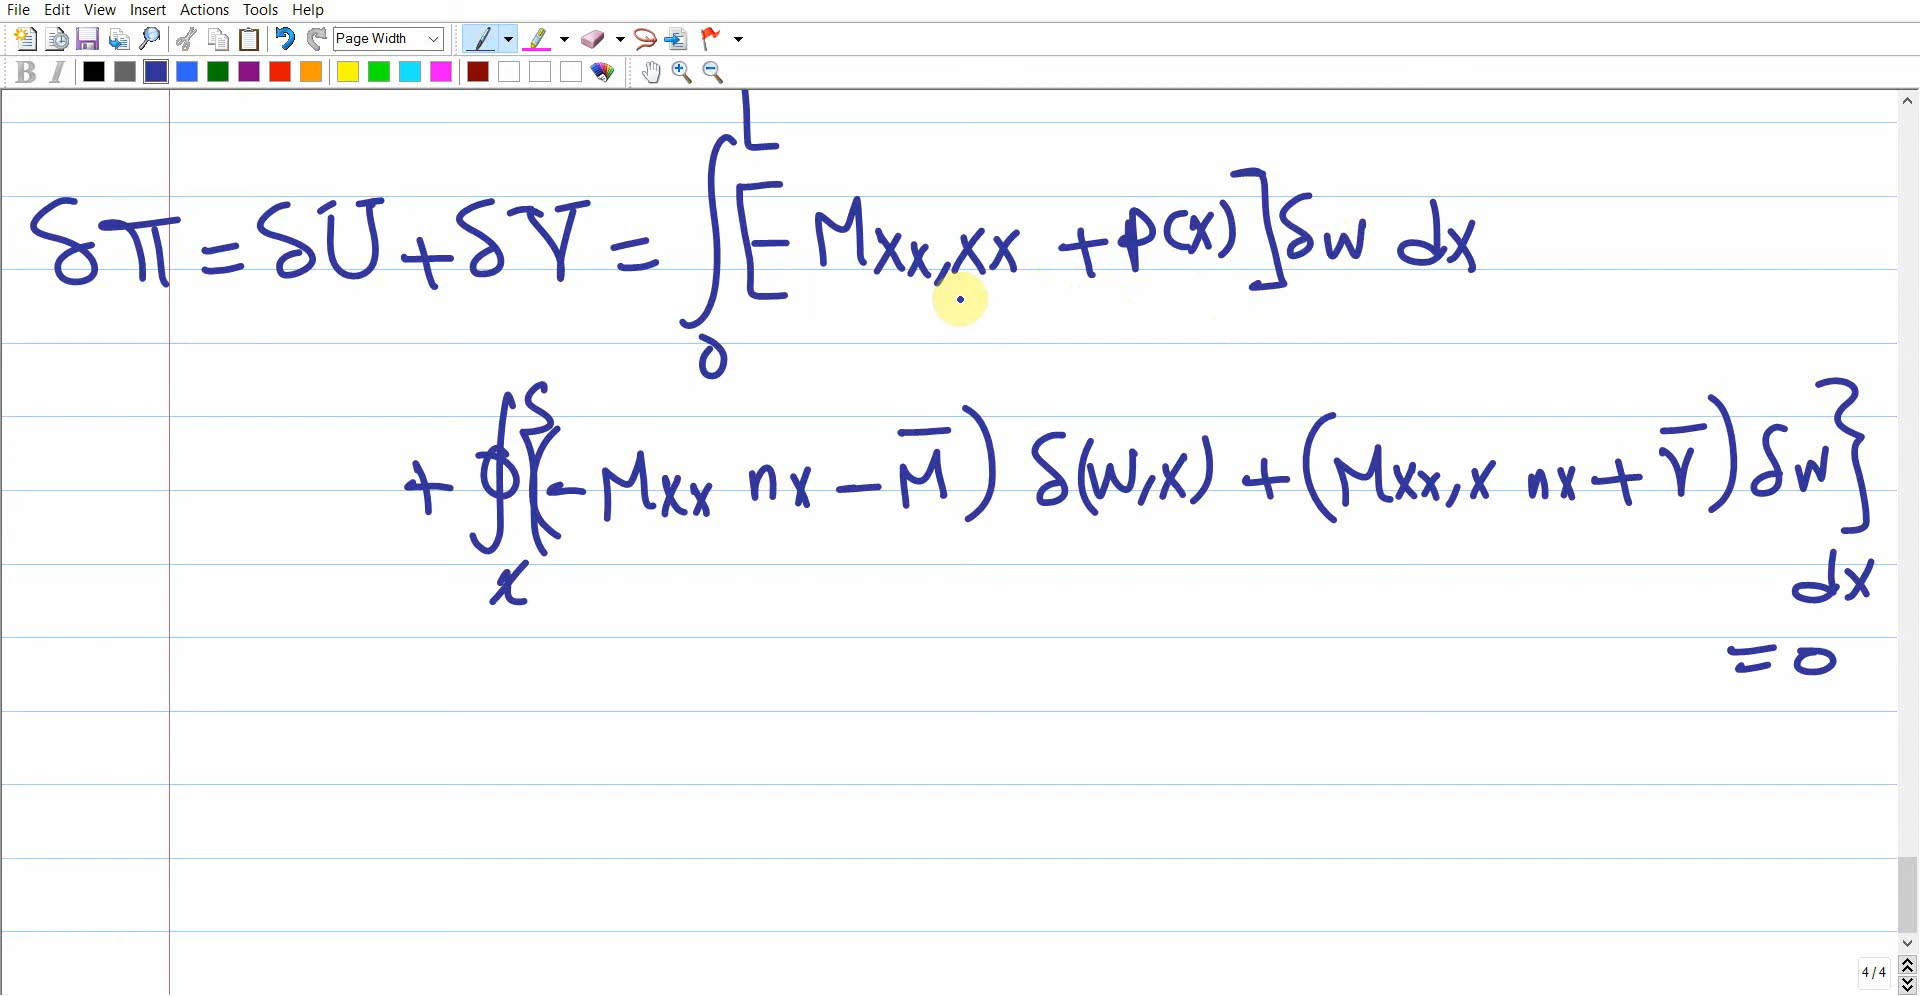 File Edit View Insert Actions Tools Help
Page Width
B I
L
δπ = δU + δV = ∫ [ - Mxx,xx + p(x) ] δw dx
0
+ ∮ { (- Mxx nx - M̅ ) δ(w,x) + ( Mxx,x nx + V̅ ) δw }
x
dx
= 0
4 / 4